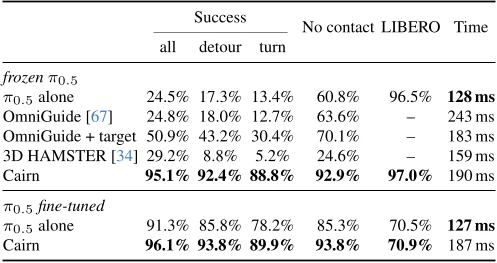 Success No contact LIBERO Time
all detour turn
frozen π0.5
π0.5 alone 24.5% 17.3% 13.4% 60.8% 96.5% 128 ms
OmniGuide [67] 24.8% 18.0% 12.7% 63.6% – 243 ms
OmniGuide + target 50.9% 43.2% 30.4% 70.1% – 183 ms
3D HAMSTER [34] 29.2% 8.8% 5.2% 24.6% – 159 ms
Cairn 95.1% 92.4% 88.8% 92.9% 97.0% 190 ms
π0.5 fine-tuned
π0.5 alone 91.3% 85.8% 78.2% 85.3% 70.5% 127 ms
Cairn 96.1% 93.8% 89.9% 93.8% 70.9% 187 ms